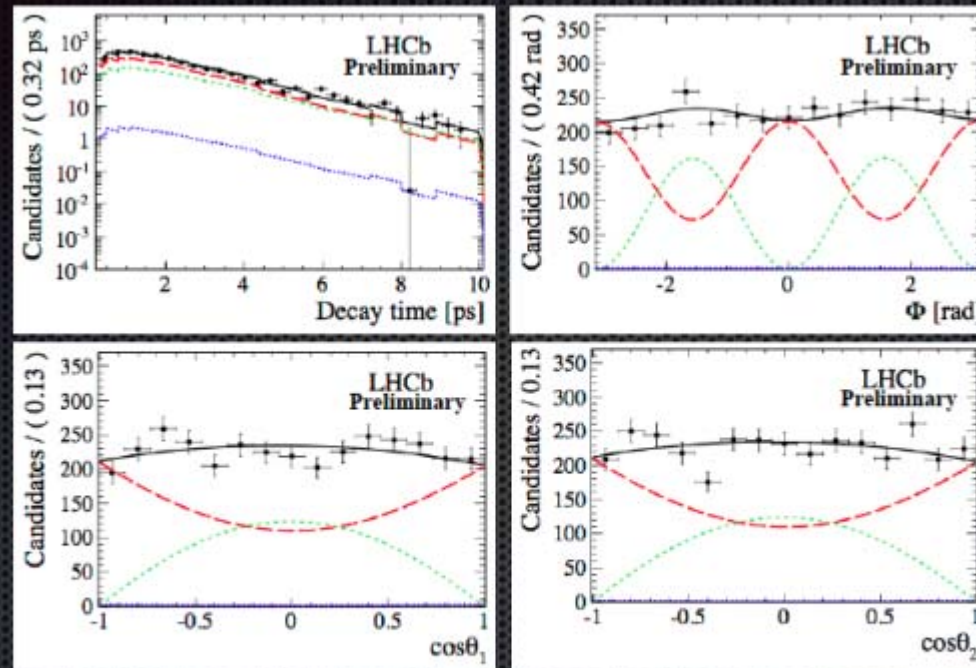 Candidates / ( 0.32 ps )
10³
10²
10
1
10⁻¹
10⁻²
10⁻³
10⁻⁴
LHCb
Preliminary
2 4 6 8 10
Decay time [ps]
Candidates / ( 0.42 rad )
350
300
250
200
150
100
50
0
LHCb
Preliminary
-2 0 2
Φ [rad]
Candidates / ( 0.13 )
350
300
250
200
150
100
50
0
LHCb
Preliminary
-1 -0.5 0 0.5 1
cosθ₁
Candidates / 0.13
350
300
250
200
150
100
50
0
LHCb
Preliminary
-1 -0.5 0 0.5 1
cosθ₂